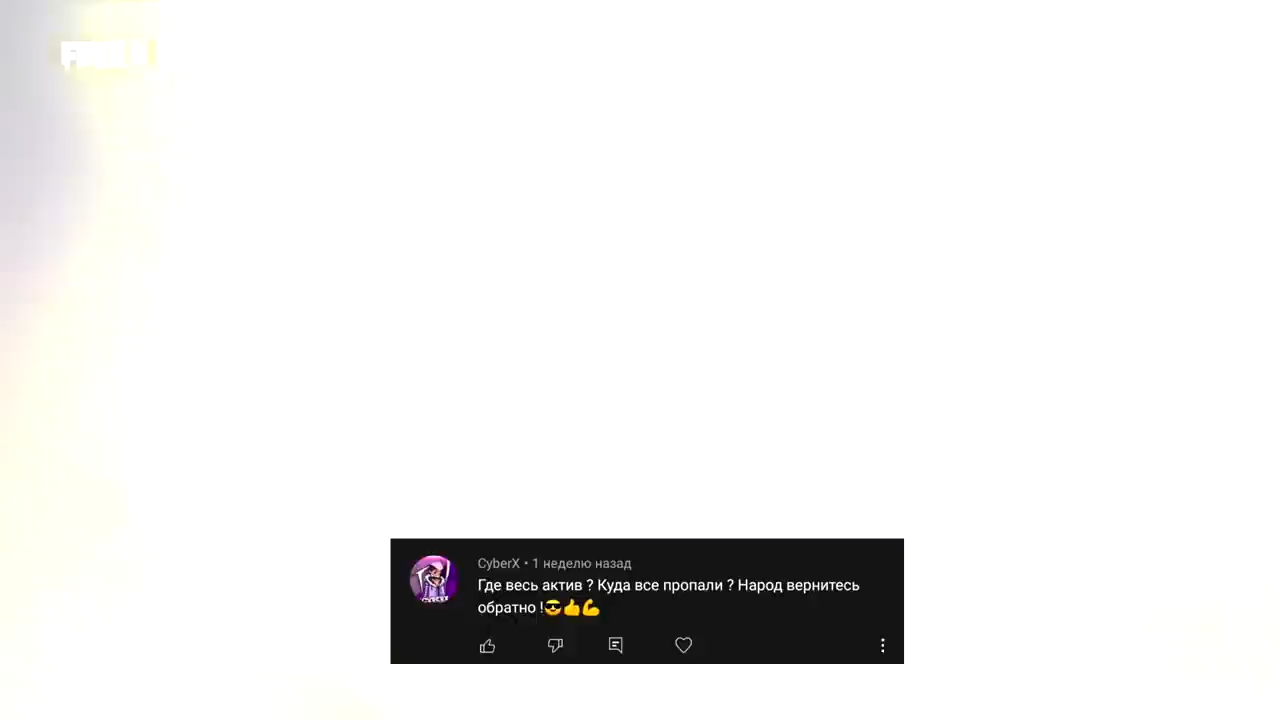 CyberX • 1 неделю назад
Где весь актив ? Куда все пропали ? Народ вернитесь
обратно !😎👍💪